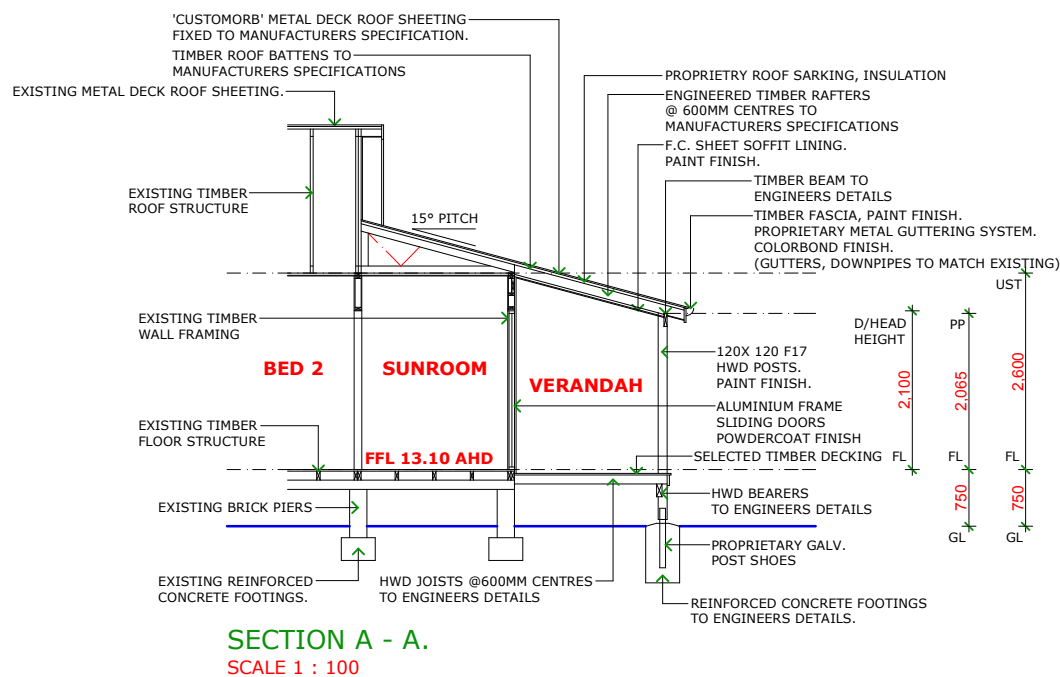 'CUSTOMORB' METAL DECK ROOF SHEETING
FIXED TO MANUFACTURERS SPECIFICATION.
TIMBER ROOF BATTENS TO
MANUFACTURERS SPECIFICATIONS
EXISTING METAL DECK ROOF SHEETING.
PROPRIETRY ROOF SARKING, INSULATION
ENGINEERED TIMBER RAFTERS
@ 600MM CENTRES TO
MANUFACTURERS SPECIFICATIONS
F.C. SHEET SOFFIT LINING.
PAINT FINISH.
TIMBER BEAM TO
ENGINEERS DETAILS
EXISTING TIMBER
ROOF STRUCTURE
15° PITCH
TIMBER FASCIA, PAINT FINISH.
PROPRIETARY METAL GUTTERING SYSTEM.
COLORBOND FINISH.
(GUTTERS, DOWNPIPES TO MATCH EXISTING)
UST
EXISTING TIMBER
WALL FRAMING
D/HEAD
HEIGHT
PP
BED 2
SUNROOM
VERANDAH
120X 120 F17
HWD POSTS.
PAINT FINISH.
2,100
2,065
2,600
ALUMINIUM FRAME
SLIDING DOORS
POWDERCOAT FINISH
EXISTING TIMBER
FLOOR STRUCTURE
FFL 13.10 AHD
SELECTED TIMBER DECKING
FL
FL
FL
EXISTING BRICK PIERS
HWD BEARERS
TO ENGINEERS DETAILS
750
750
GL
GL
PROPRIETARY GALV.
POST SHOES
EXISTING REINFORCED
CONCRETE FOOTINGS.
HWD JOISTS @600MM CENTRES
TO ENGINEERS DETAILS
REINFORCED CONCRETE FOOTINGS
TO ENGINEERS DETAILS.
SECTION A - A.
SCALE 1 : 100